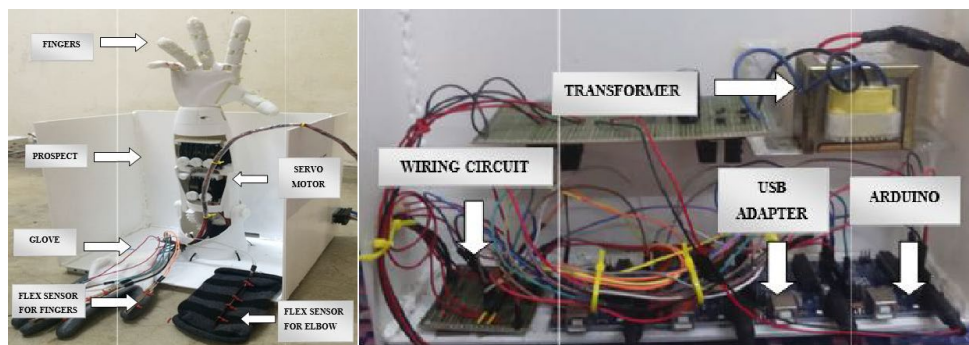 FINGERS
PROSPECT
SERVO
MOTOR
GLOVE
FLEX SENSOR
FOR FINGERS
FLEX SENSOR
FOR ELBOW
TRANSFORMER
WIRING CIRCUIT
USB
ADAPTER
ARDUINO